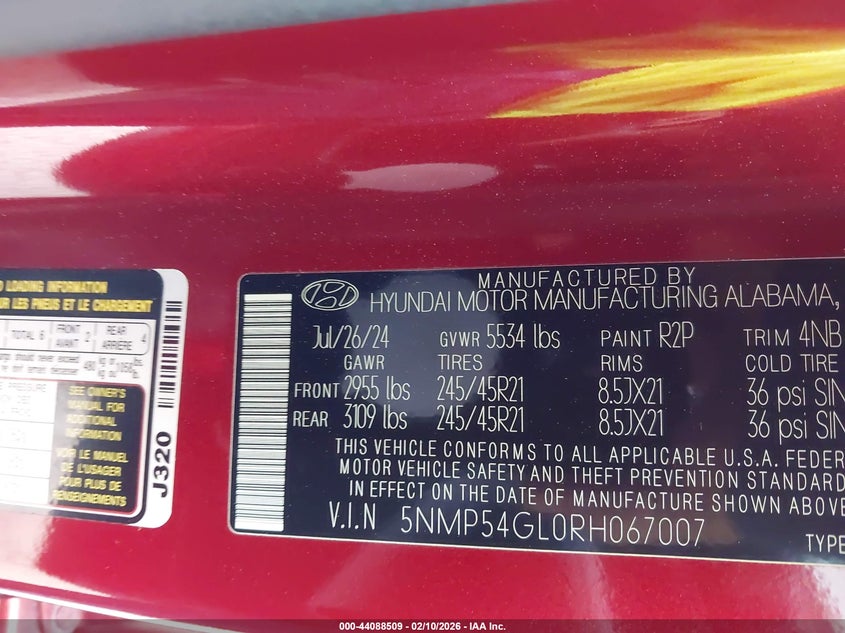 D LOADING INFORMATION
UR LES PNEUS ET LE CHARGEMENT
TOTAL 6 FRONT 2 REAR 4
AVANT ARRIÈRE
SEE OWNER'S
MANUAL FOR
ADDITIONAL
INFORMATION
VOIR LE MANUEL
DE L'USAGER
POUR PLUS DE
RENSEIGNEMENTS
J320
MANUFACTURED BY
HYUNDAI MOTOR MANUFACTURING ALABAMA,
Jul/26/24 GVWR 5534 lbs PAINT R2P TRIM 4NB
GAWR TIRES RIMS COLD TIRE
FRONT 2955 lbs 245/45R21 8.5JX21 36 psi SIN
REAR 3109 lbs 245/45R21 8.5JX21 36 psi SIN
THIS VEHICLE CONFORMS TO ALL APPLICABLE U.S.A. FEDER
MOTOR VEHICLE SAFETY AND THEFT PREVENTION STANDARD
IN EFFECT ON THE DATE OF MANUFACTURE SHOWN ABOVE
V.I.N 5NMP54GL0RH067007
TYPE
000-44088509 — 02/10/2026 — IAA Inc.